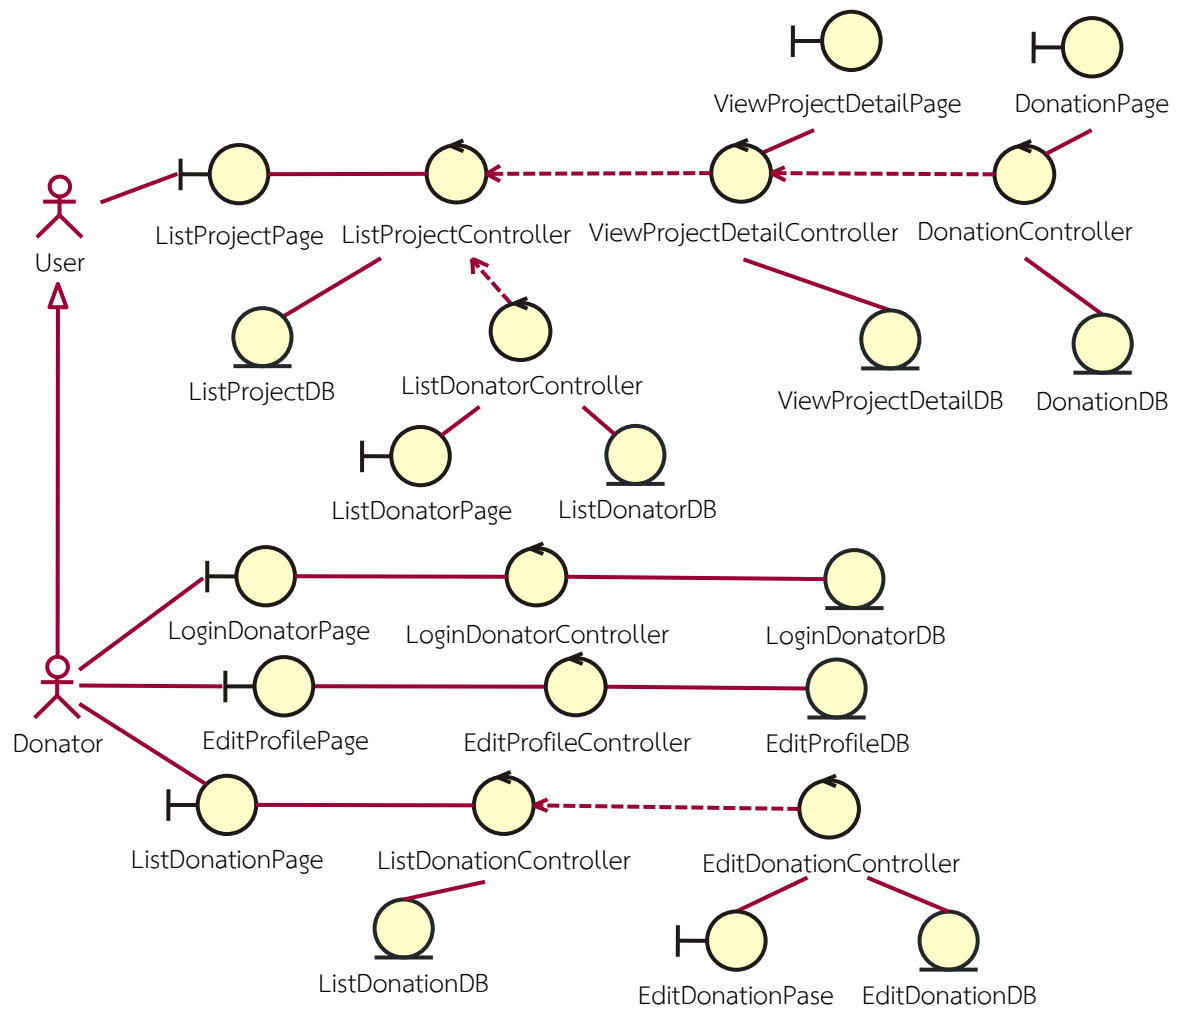 ViewProjectDetailPage
DonationPage
User
ListProjectPage
ListProjectController
ViewProjectDetailController
DonationController
ListProjectDB
ListDonatorController
ViewProjectDetailDB
DonationDB
ListDonatorPage
ListDonatorDB
LoginDonatorPage
LoginDonatorController
LoginDonatorDB
Donator
EditProfilePage
EditProfileController
EditProfileDB
ListDonationPage
ListDonationController
EditDonationController
ListDonationDB
EditDonationPase
EditDonationDB